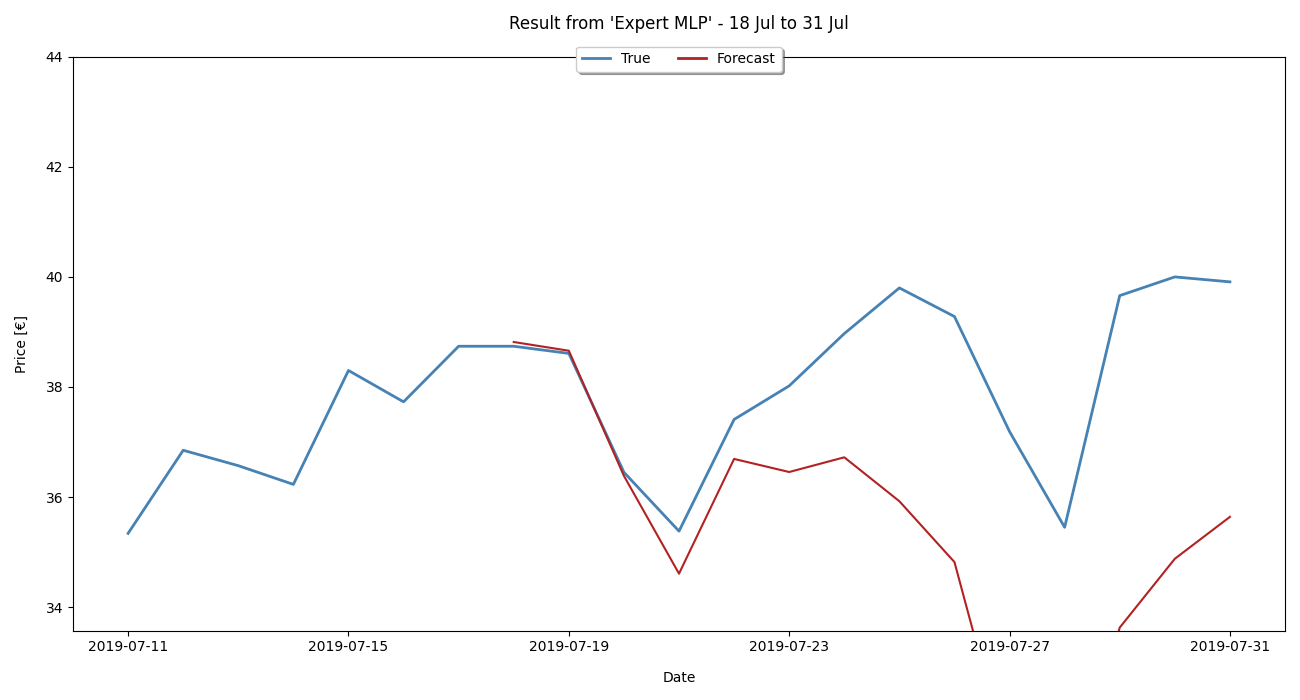 Result from 'Expert MLP' - 18 Jul to 31 Jul
True Forecast
44
42
40
38
36
34
Price [€]
2019-07-11 2019-07-15 2019-07-19 2019-07-23 2019-07-27 2019-07-31
Date